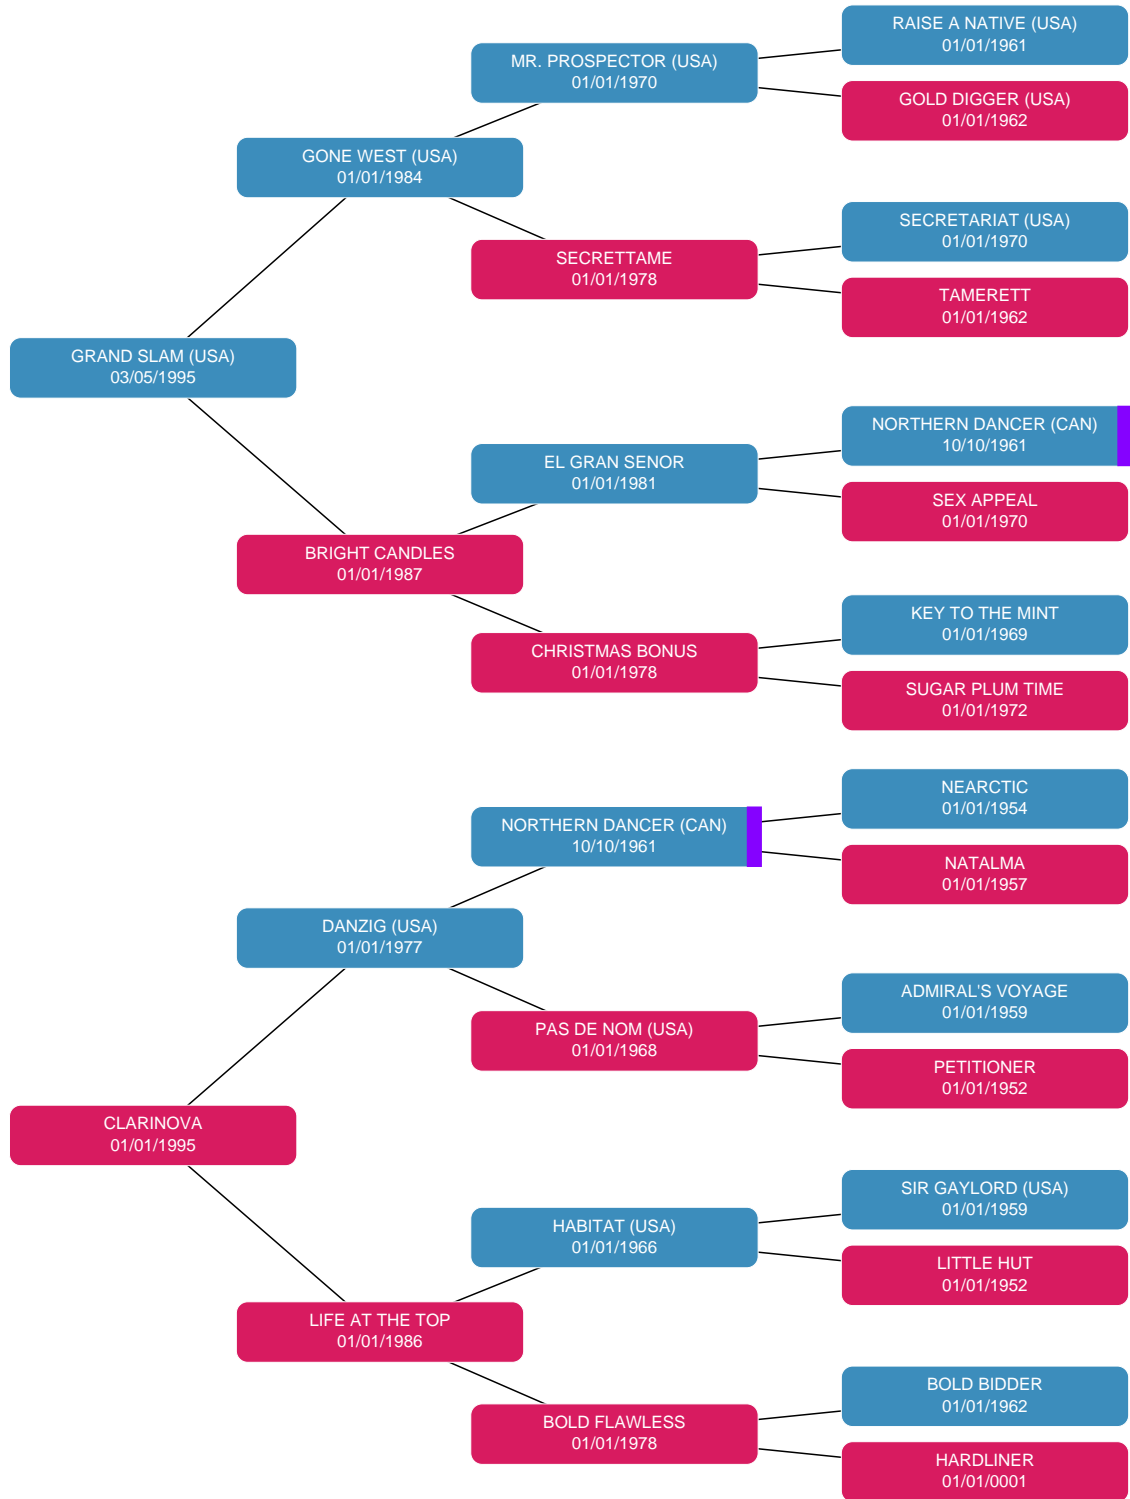 RAISE A NATIVE (USA)
01/01/1961
MR. PROSPECTOR (USA)
01/01/1970
GOLD DIGGER (USA)
01/01/1962
GONE WEST (USA)
01/01/1984
SECRETARIAT (USA)
01/01/1970
SECRETTAME
01/01/1978
TAMERETT
01/01/1962
GRAND SLAM (USA)
03/05/1995
NORTHERN DANCER (CAN)
10/10/1961
EL GRAN SENOR
01/01/1981
SEX APPEAL
01/01/1970
BRIGHT CANDLES
01/01/1987
KEY TO THE MINT
01/01/1969
CHRISTMAS BONUS
01/01/1978
SUGAR PLUM TIME
01/01/1972
NEARCTIC
01/01/1954
NORTHERN DANCER (CAN)
10/10/1961
NATALMA
01/01/1957
DANZIG (USA)
01/01/1977
ADMIRAL'S VOYAGE
01/01/1959
PAS DE NOM (USA)
01/01/1968
PETITIONER
01/01/1952
CLARINOVA
01/01/1995
SIR GAYLORD (USA)
01/01/1959
HABITAT (USA)
01/01/1966
LITTLE HUT
01/01/1952
LIFE AT THE TOP
01/01/1986
BOLD BIDDER
01/01/1962
BOLD FLAWLESS
01/01/1978
HARDLINER
01/01/0001